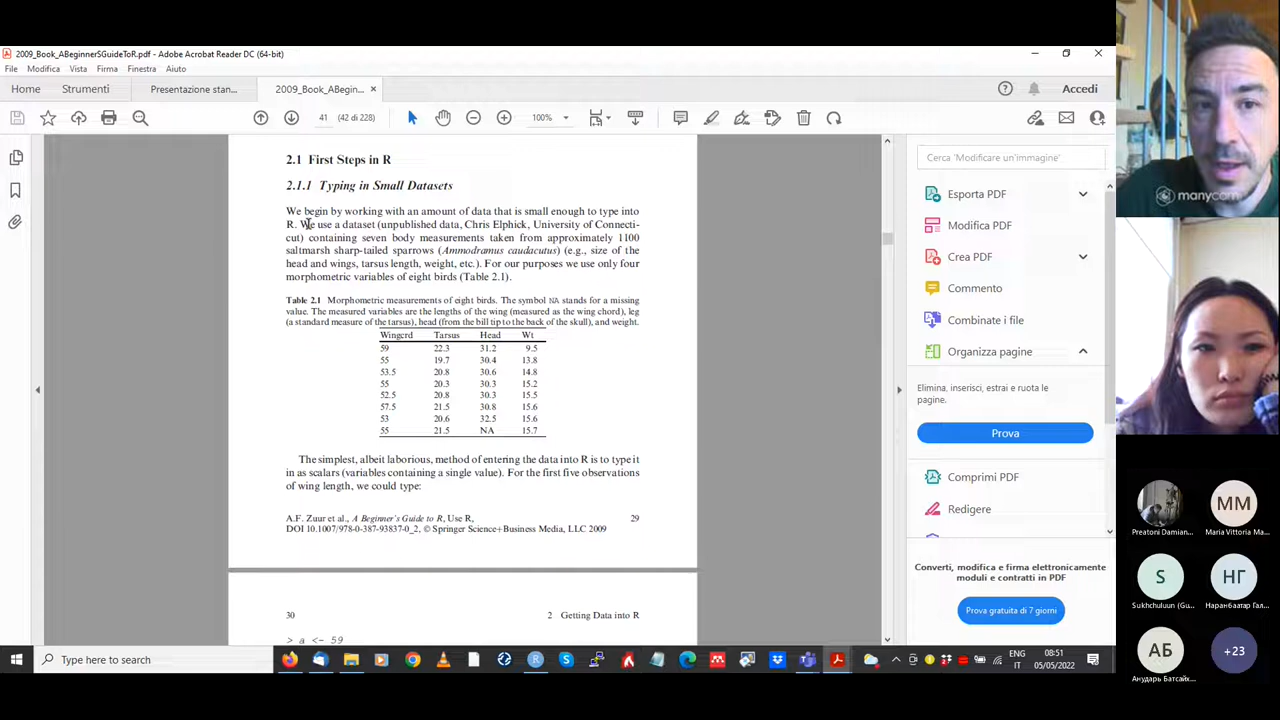 2009_Book_ABeginnerSGuideToR.pdf - Adobe Acrobat Reader DC (64-bit)
File Modifica Vista Firma Finestra Aiuto
Home Strumenti Presentazione stan... 2009_Book_ABegin... × Accedi
41 (42 di 228) 100%
2.1 First Steps in R
2.1.1 Typing in Small Datasets
We begin by working with an amount of data that is small enough to type into
R. We use a dataset (unpublished data, Chris Elphick, University of Connecti-
cut) containing seven body measurements taken from approximately 1100
saltmarsh sharp-tailed sparrows (Ammodramus caudacutus) (e.g., size of the
head and wings, tarsus length, weight, etc.). For our purposes we use only four
morphometric variables of eight birds (Table 2.1).
Table 2.1 Morphometric measurements of eight birds. The symbol NA stands for a missing
value. The measured variables are the lengths of the wing (measured as the wing chord), leg
(a standard measure of the tarsus), head (from the bill tip to the back of the skull), and weight.
Wingcrd Tarsus Head Wt
59 22.3 31.2 9.5
55 19.7 30.4 13.8
53.5 20.8 30.6 14.8
55 20.3 30.3 15.2
52.5 20.8 30.3 15.5
57.5 21.5 30.8 15.6
53 20.6 32.5 15.6
55 21.5 NA 15.7
The simplest, albeit laborious, method of entering the data into R is to type it
in as scalars (variables containing a single value). For the first five observations
of wing length, we could type:
A.F. Zuur et al., A Beginner's Guide to R, Use R, 29
DOI 10.1007/978-0-387-93837-0_2, © Springer Science+Business Media, LLC 2009
30 2 Getting Data into R
> a <- 59
Cerca "Modificare un'immagine"
Esporta PDF
Modifica PDF
Crea PDF
Commento
Combinate i file
Organizza pagine
Elimina, inserisci, estrai e ruota le
pagine.
Prova
Comprimi PDF
Redigere
Converti, modifica e firma elettronicamente
moduli e contratti in PDF
Prova gratuita di 7 giorni
manycam
Preatoni Damian...
MM
Maria Vittoria Ma...
S
Sukhchuluun (Gu...
НГ
Наранбаатар Гал...
АБ
Анударь Батсайх...
+23
Type here to search
ENG
IT
08:51
05/05/2022